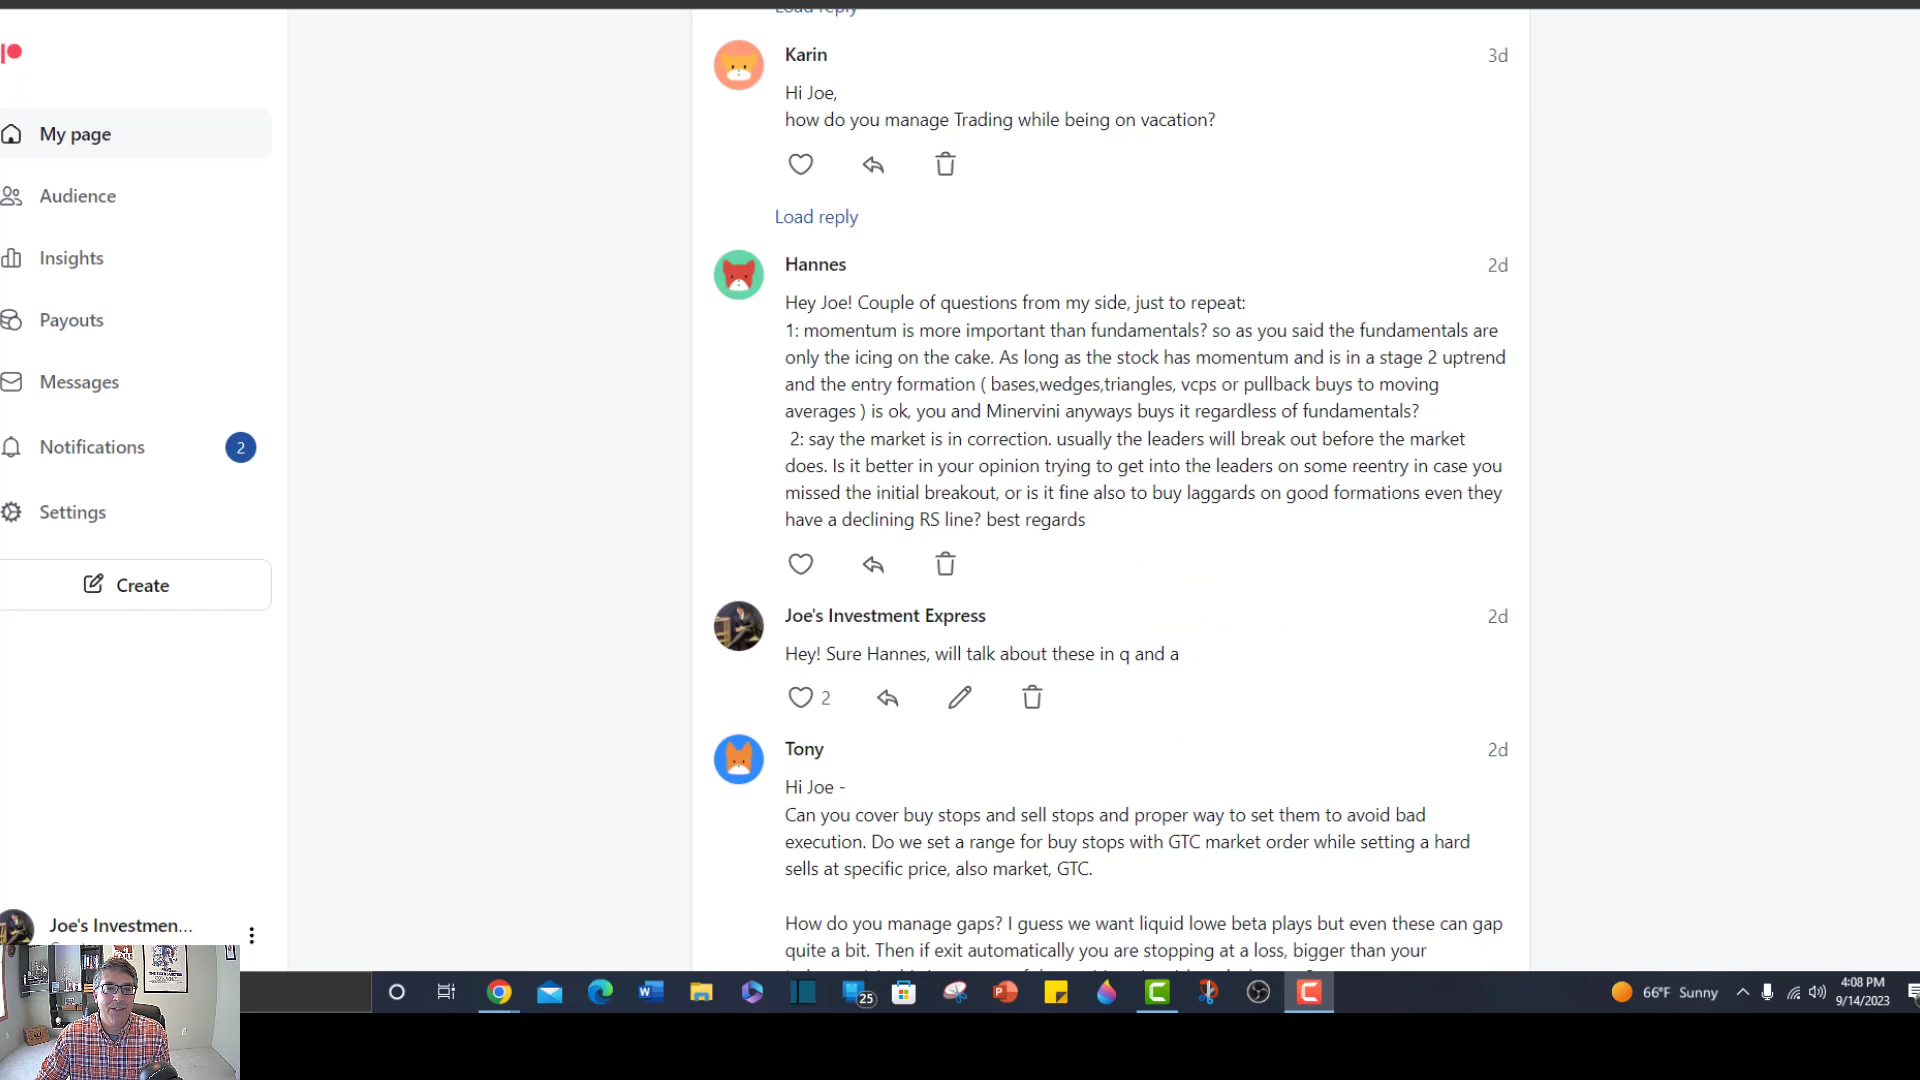 Load reply
Karin
3d
Hi Joe,
how do you manage Trading while being on vacation?
Load reply
Hannes
2d
Hey Joe! Couple of questions from my side, just to repeat:
1: momentum is more important than fundamentals? so as you said the fundamentals are
only the icing on the cake. As long as the stock has momentum and is in a stage 2 uptrend
and the entry formation ( bases,wedges,triangles, vcps or pullback buys to moving
averages ) is ok, you and Minervini anyways buys it regardless of fundamentals?
2: say the market is in correction. usually the leaders will break out before the market
does. Is it better in your opinion trying to get into the leaders on some reentry in case you
missed the initial breakout, or is it fine also to buy laggards on good formations even they
have a declining RS line? best regards
Joe's Investment Express
2d
Hey! Sure Hannes, will talk about these in q and a
2
Tony
2d
Hi Joe -
Can you cover buy stops and sell stops and proper way to set them to avoid bad
execution. Do we set a range for buy stops with GTC market order while setting a hard
sells at specific price, also market, GTC.
How do you manage gaps? I guess we want liquid lowe beta plays but even these can gap
quite a bit. Then if exit automatically you are stopping at a loss, bigger than your
My page
Audience
Insights
Payouts
Messages
Notifications
2
Settings
Create
Joe's Investmen...
25
66°F Sunny
4:08 PM
9/14/2023